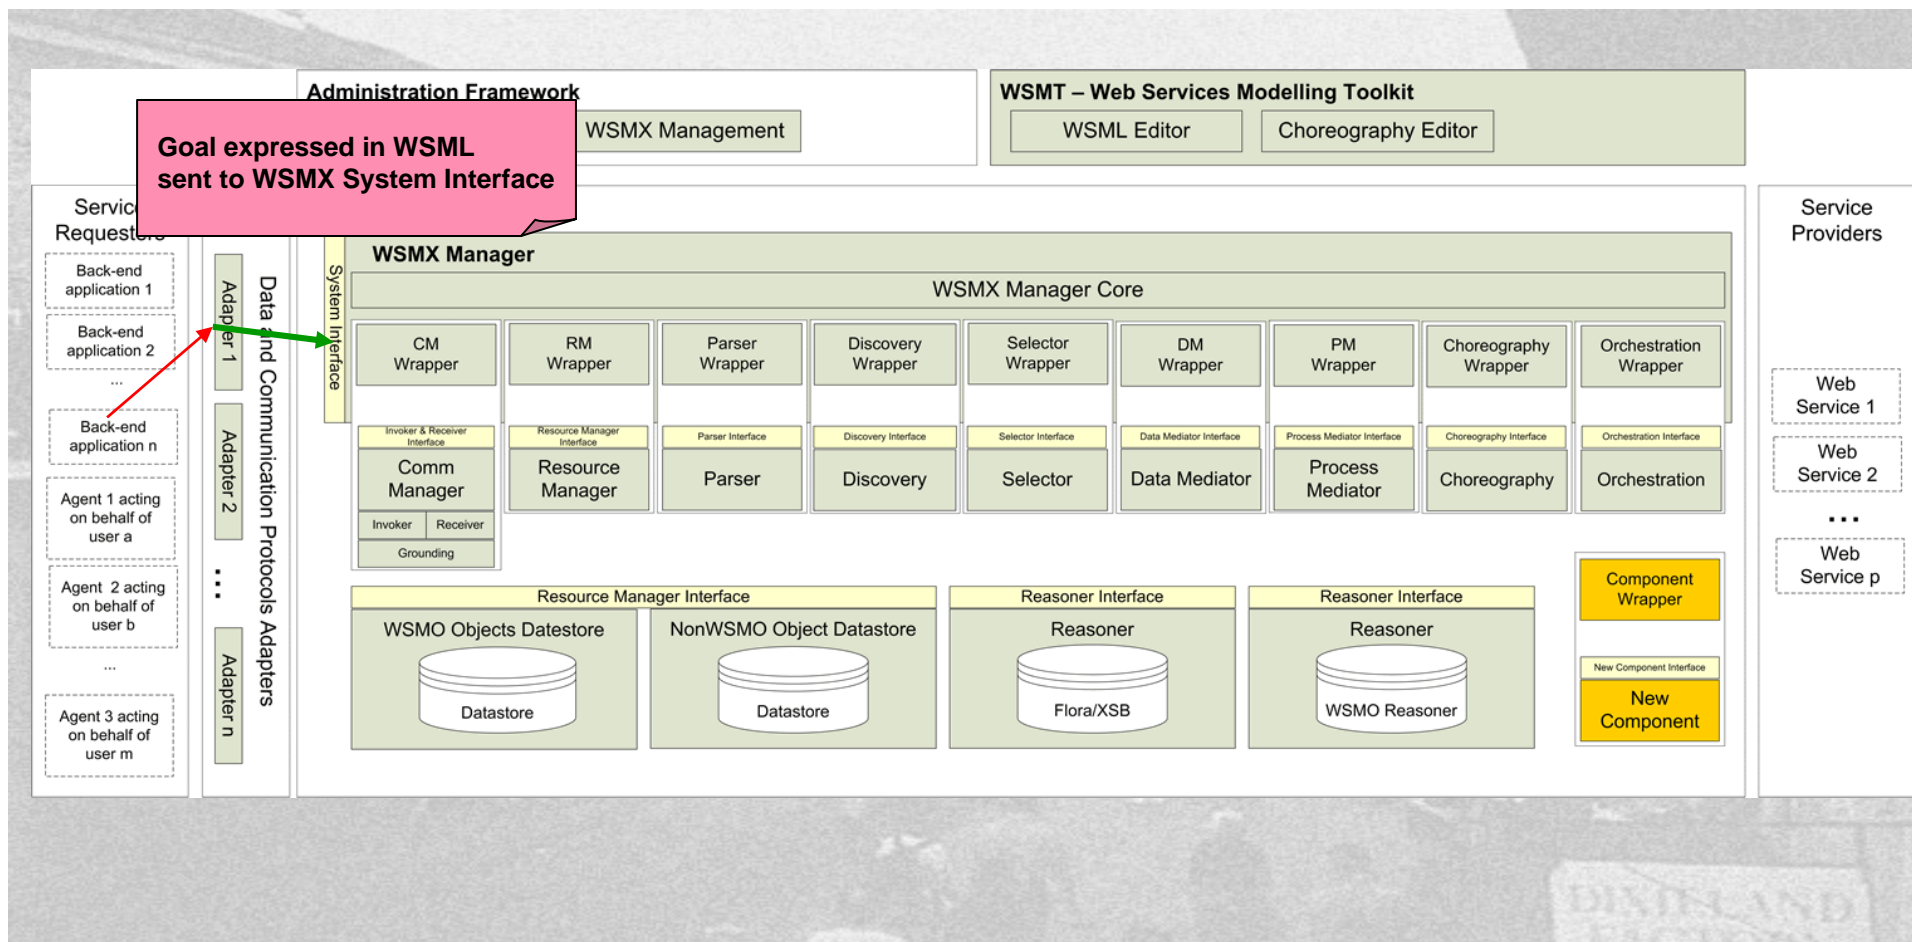 Administration Framework
WSMX Management
WSMT – Web Services Modelling Toolkit
WSML Editor
Choreography Editor
Goal expressed in WSML
sent to WSMX System Interface
Service
Requesters
Back-end
application 1
Back-end
application 2
...
Back-end
application n
Agent 1 acting
on behalf of
user a
Agent 2 acting
on behalf of
user b
...
Agent 3 acting
on behalf of
user m
Adapter 1
Adapter 2
...
Adapter n
Data and Communication Protocols Adapters
System Interface
WSMX Manager
WSMX Manager Core
CM
Wrapper
RM
Wrapper
Parser
Wrapper
Discovery
Wrapper
Selector
Wrapper
DM
Wrapper
PM
Wrapper
Choreography
Wrapper
Orchestration
Wrapper
Invoker & Receiver
Interface
Resource Manager
Interface
Parser Interface
Discovery Interface
Selector Interface
Data Mediator Interface
Process Mediator Interface
Choreography Interface
Orchestration Interface
Comm
Manager
Resource
Manager
Parser
Discovery
Selector
Data Mediator
Process
Mediator
Choreography
Orchestration
Invoker
Receiver
Grounding
Resource Manager Interface
WSMO Objects Datestore
Datastore
NonWSMO Object Datastore
Datastore
Reasoner Interface
Reasoner
Flora/XSB
Reasoner Interface
Reasoner
WSMO Reasoner
Component
Wrapper
New Component Interface
New
Component
Service
Providers
Web
Service 1
Web
Service 2
...
Web
Service p
DIXIELAND